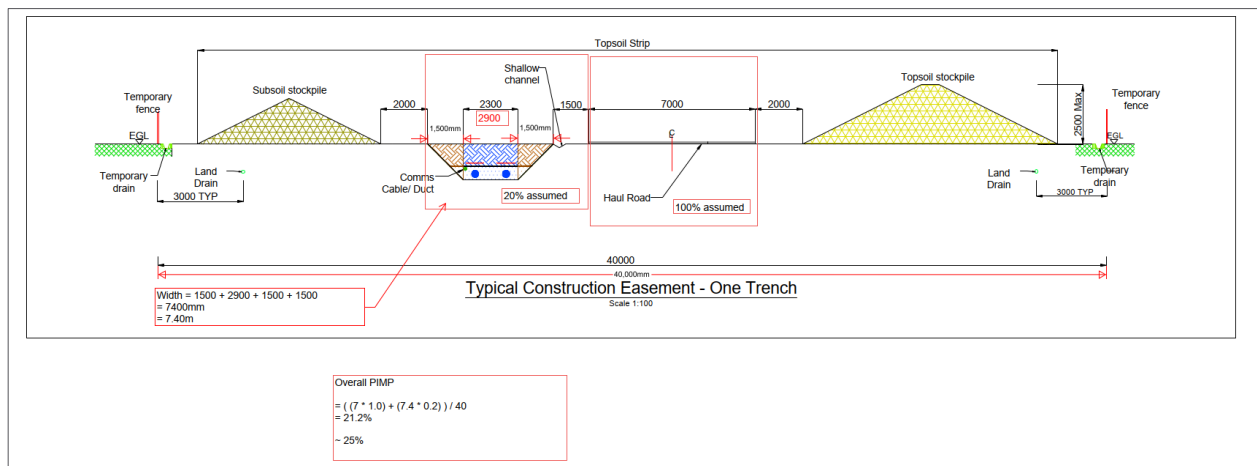 Topsoil Strip
Temporary
fence
EGL
Subsoil stockpile
2000
2300
2900
1,500mm
1,500mm
Shallow
channel
1500
7000
2000
Topsoil stockpile
2500 Max.
Temporary
fence
EGL
C
Temporary
drain
Land
Drain
3000 TYP
Comms
Cable/ Duct
20% assumed
Haul Road
100% assumed
Land
Drain
Temporary
drain
3000 TYP
40000
40,000mm
Typical Construction Easement - One Trench
Scale 1:100
Width = 1500 + 2900 + 1500 + 1500
= 7400mm
= 7.40m
Overall PIMP
= ( (7 * 1.0) + (7.4 * 0.2) ) / 40
= 21.2%
~ 25%